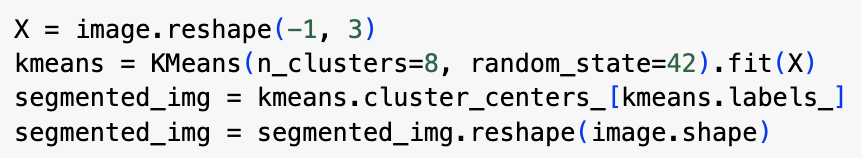 X = image.reshape(-1, 3)
kmeans = KMeans(n_clusters=8, random_state=42).fit(X)
segmented_img = kmeans.cluster_centers_[kmeans.labels_]
segmented_img = segmented_img.reshape(image.shape)